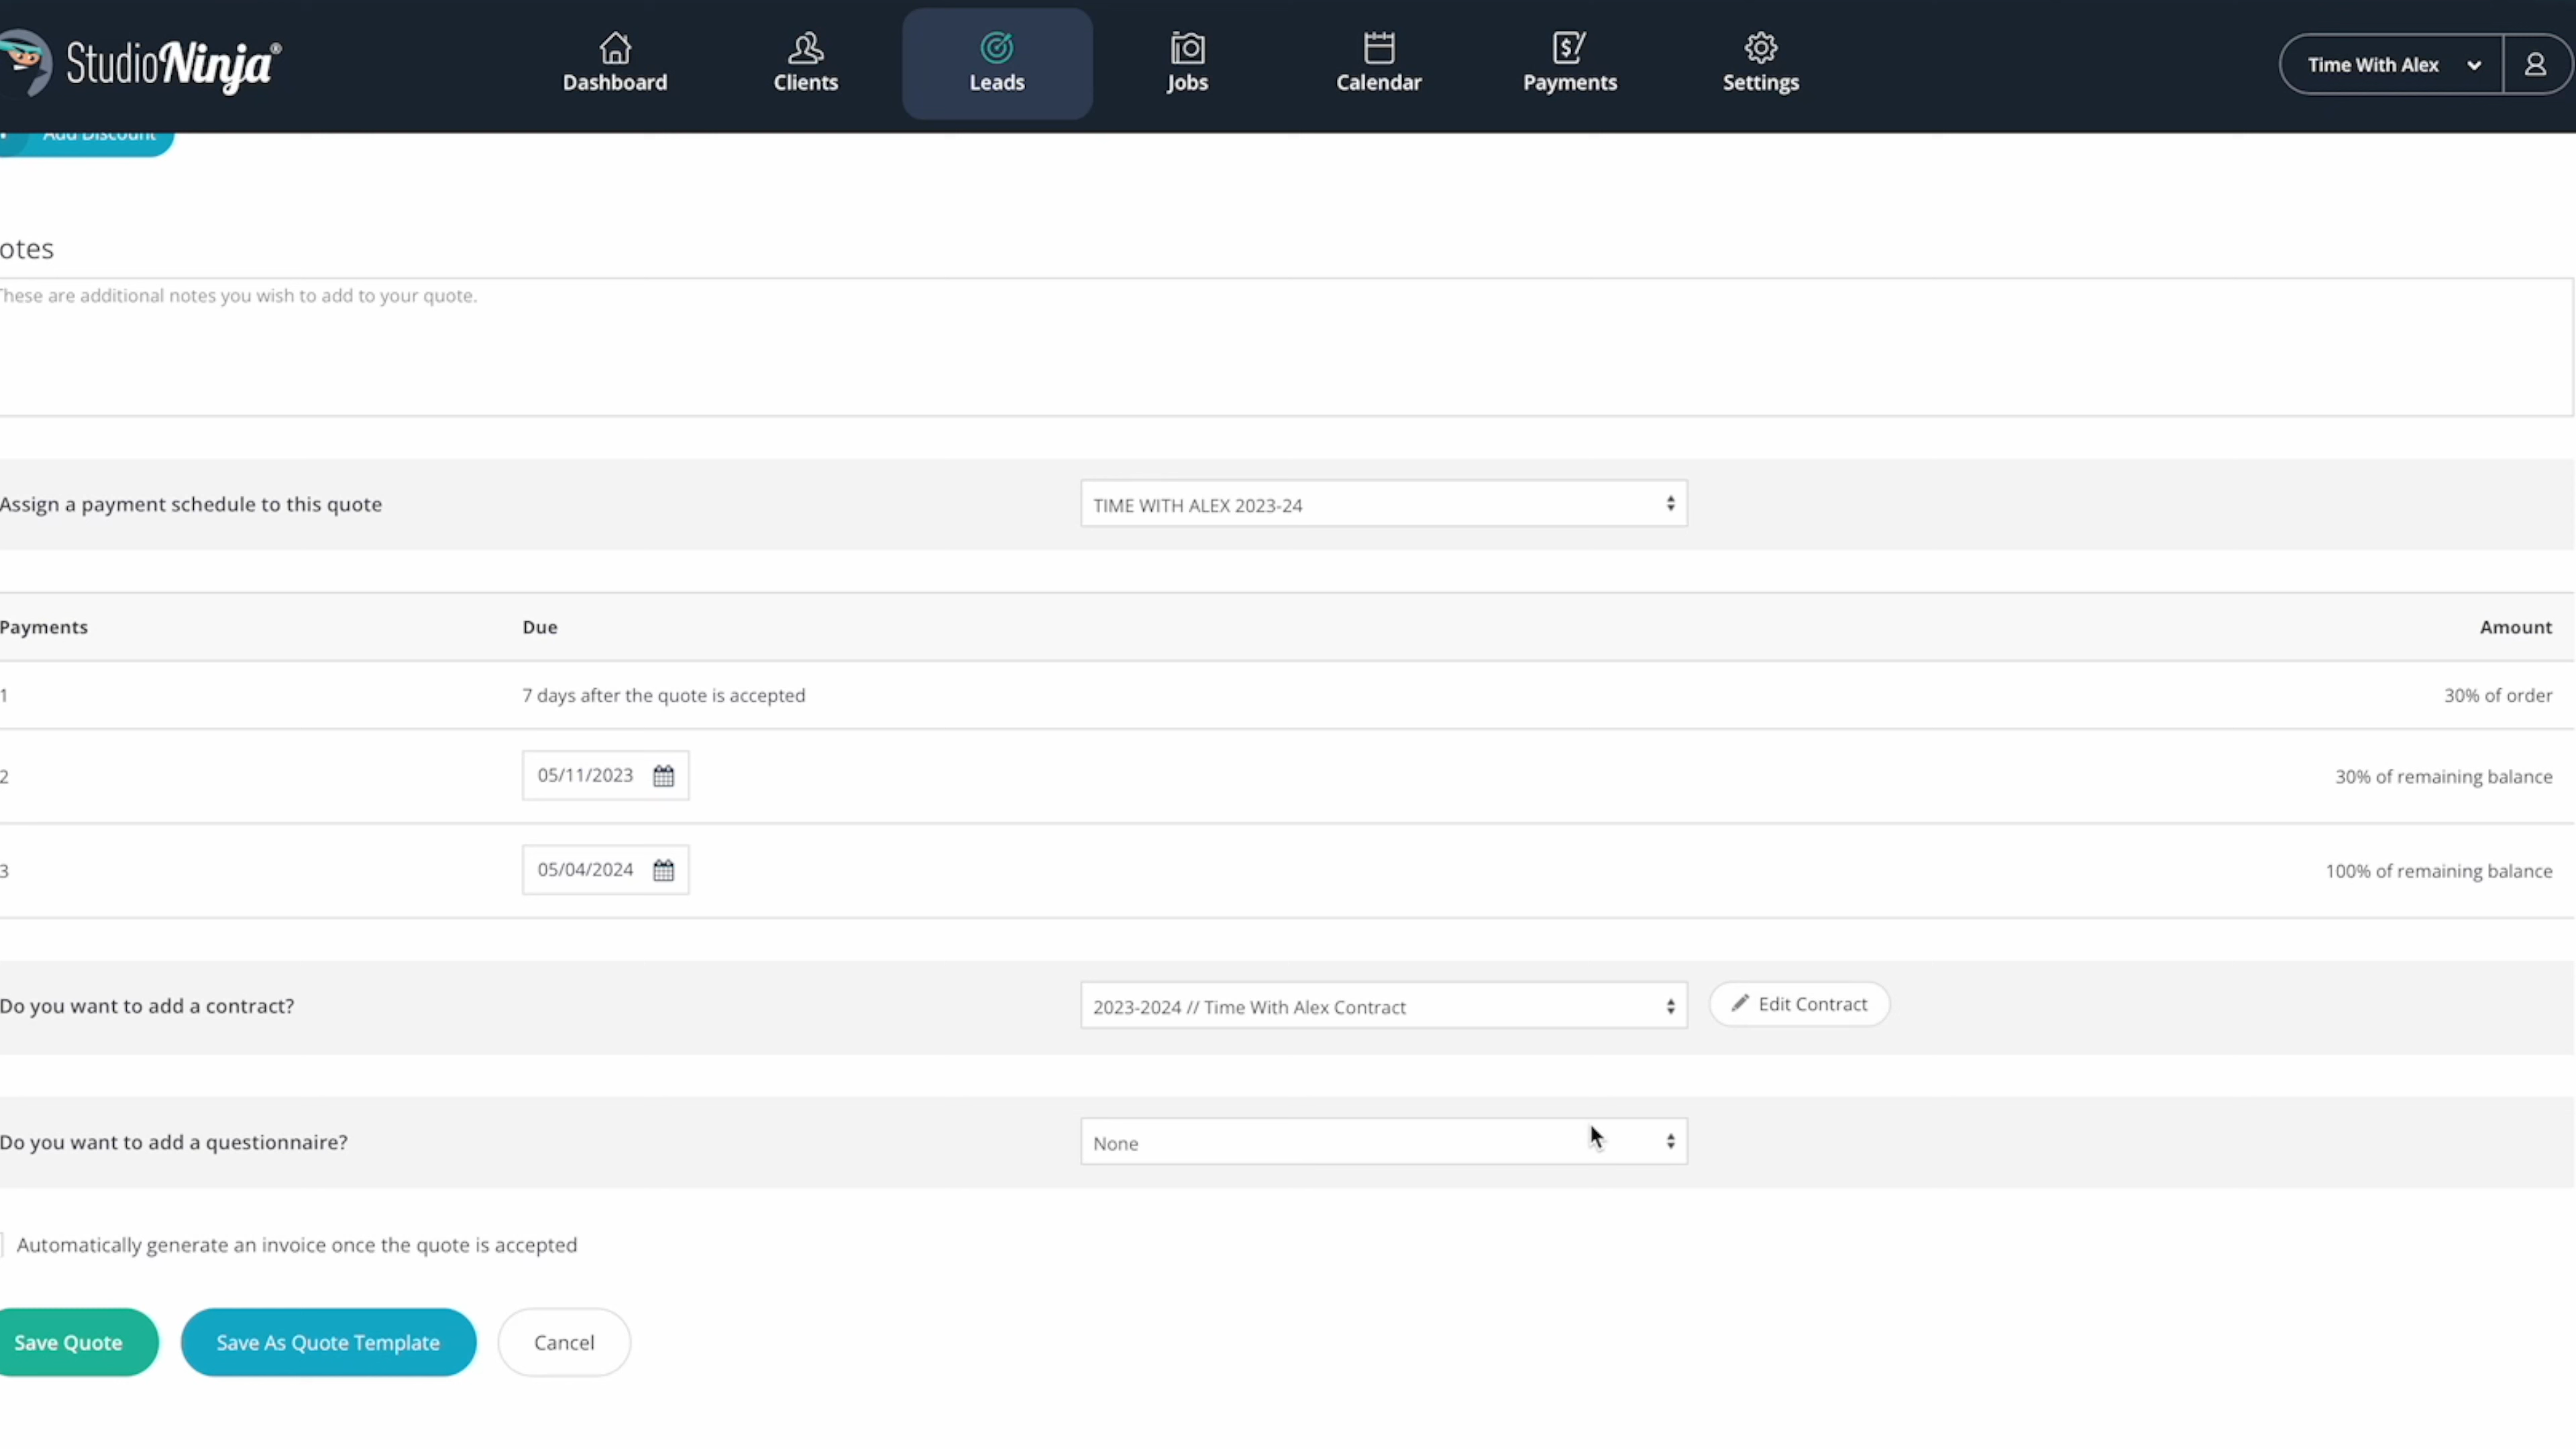 StudioNinja®
Dashboard
Clients
Leads
Jobs
Calendar
Payments
Settings
Time With Alex
Add Discount
otes
These are additional notes you wish to add to your quote.
Assign a payment schedule to this quote
TIME WITH ALEX 2023-24
Payments Due Amount
1 7 days after the quote is accepted 30% of order
2 05/11/2023 30% of remaining balance
3 05/04/2024 100% of remaining balance
Do you want to add a contract?
2023-2024 // Time With Alex Contract
Edit Contract
Do you want to add a questionnaire?
None
Automatically generate an invoice once the quote is accepted
Save Quote
Save As Quote Template
Cancel